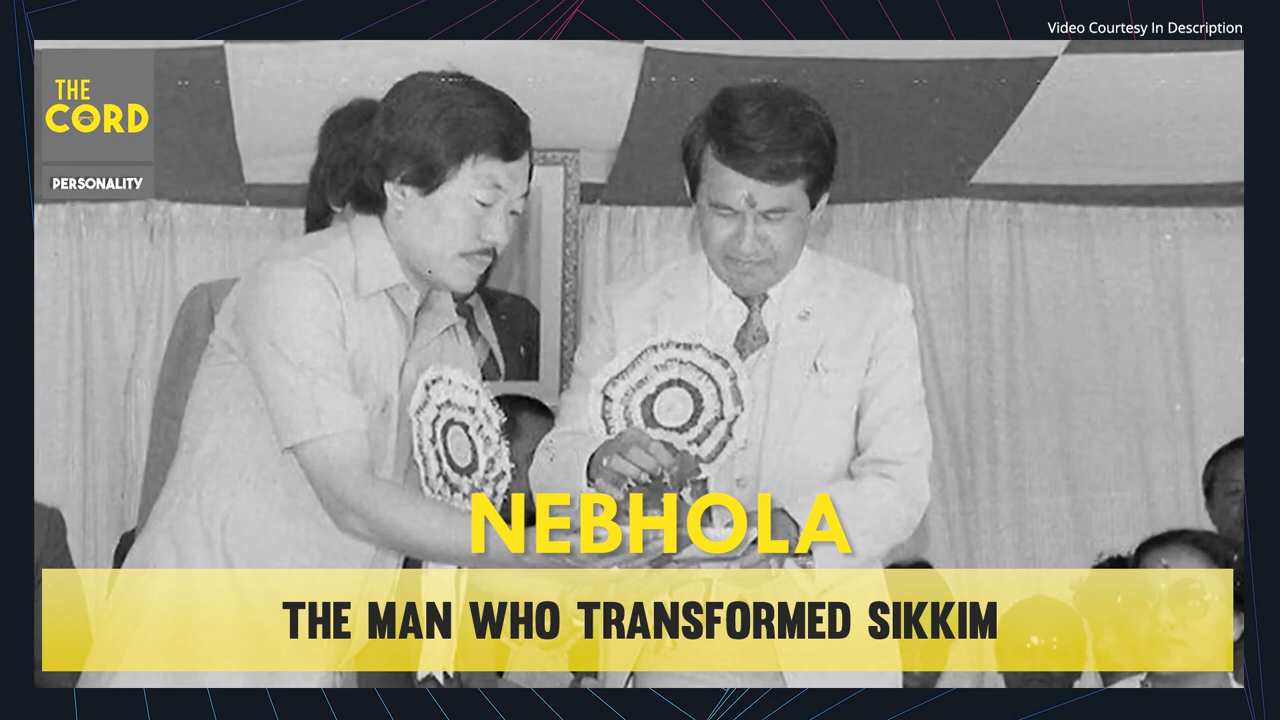 Video Courtesy In Description
THE
CORD
PERSONALITY
NEBHOLA
THE MAN WHO TRANSFORMED SIKKIM